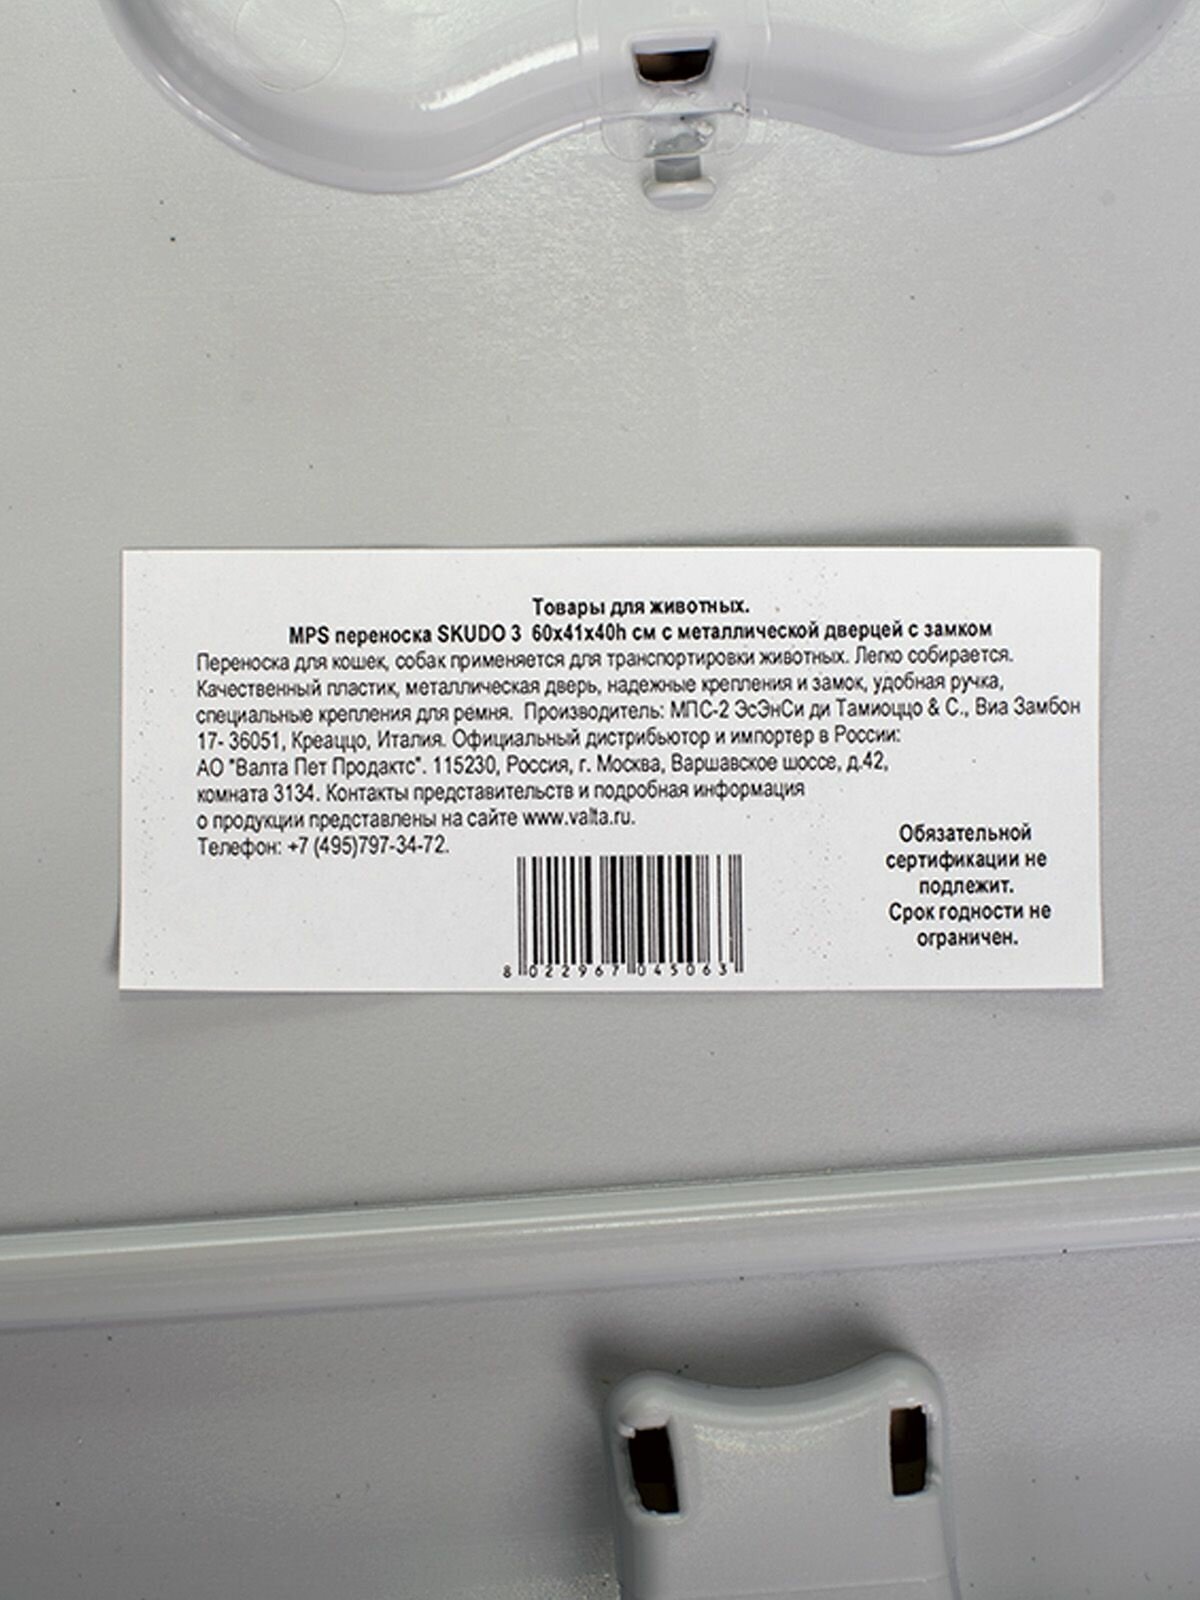 Товары для животных.
MPS переноска SKUDO 3 60x41x40h см с металлической дверцей с замком
Переноска для кошек, собак применяется для транспортировки животных. Легко собирается.
Качественный пластик, металлическая дверь, надежные крепления и замок, удобная ручка,
специальные крепления для ремня. Производитель: МПС-2 ЭсЭнСи ди Тамиоццо & С., Виа Замбон
17- 36051, Креаццо, Италия. Официальный дистрибьютор и импортер в России:
АО "Валта Пет Продактс". 115230, Россия, г. Москва, Варшавское шоссе, д.42,
комната 3134. Контакты представительств и подробная информация
о продукции представлены на сайте www.valta.ru.
Телефон: +7 (495)797-34-72.
Обязательной
сертификации не
подлежит.
Срок годности не
ограничен.
8 022967 045063